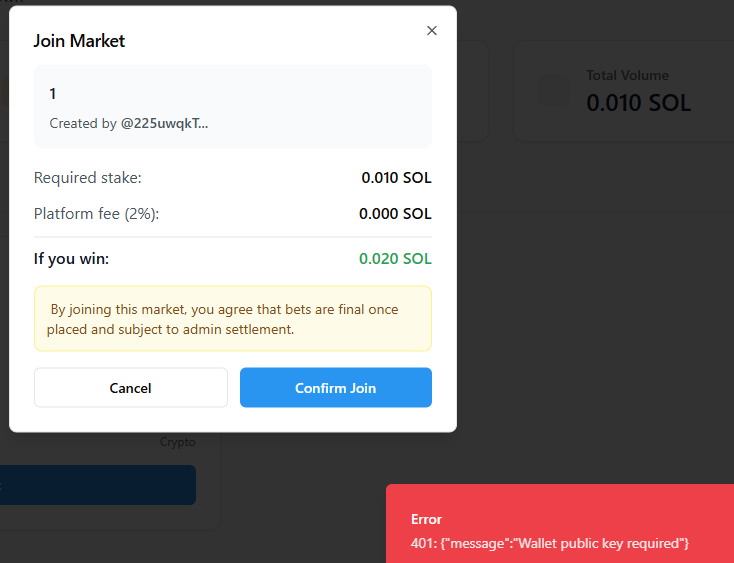 Join Market
1
Created by @225uwqkT...
Required stake:
0.010 SOL
Platform fee (2%):
0.000 SOL
If you win:
0.020 SOL
By joining this market, you agree that bets are final once
placed and subject to admin settlement.
Cancel
Confirm Join
Total Volume
0.010 SOL
Crypto
Error
401: {"message":"Wallet public key required"}